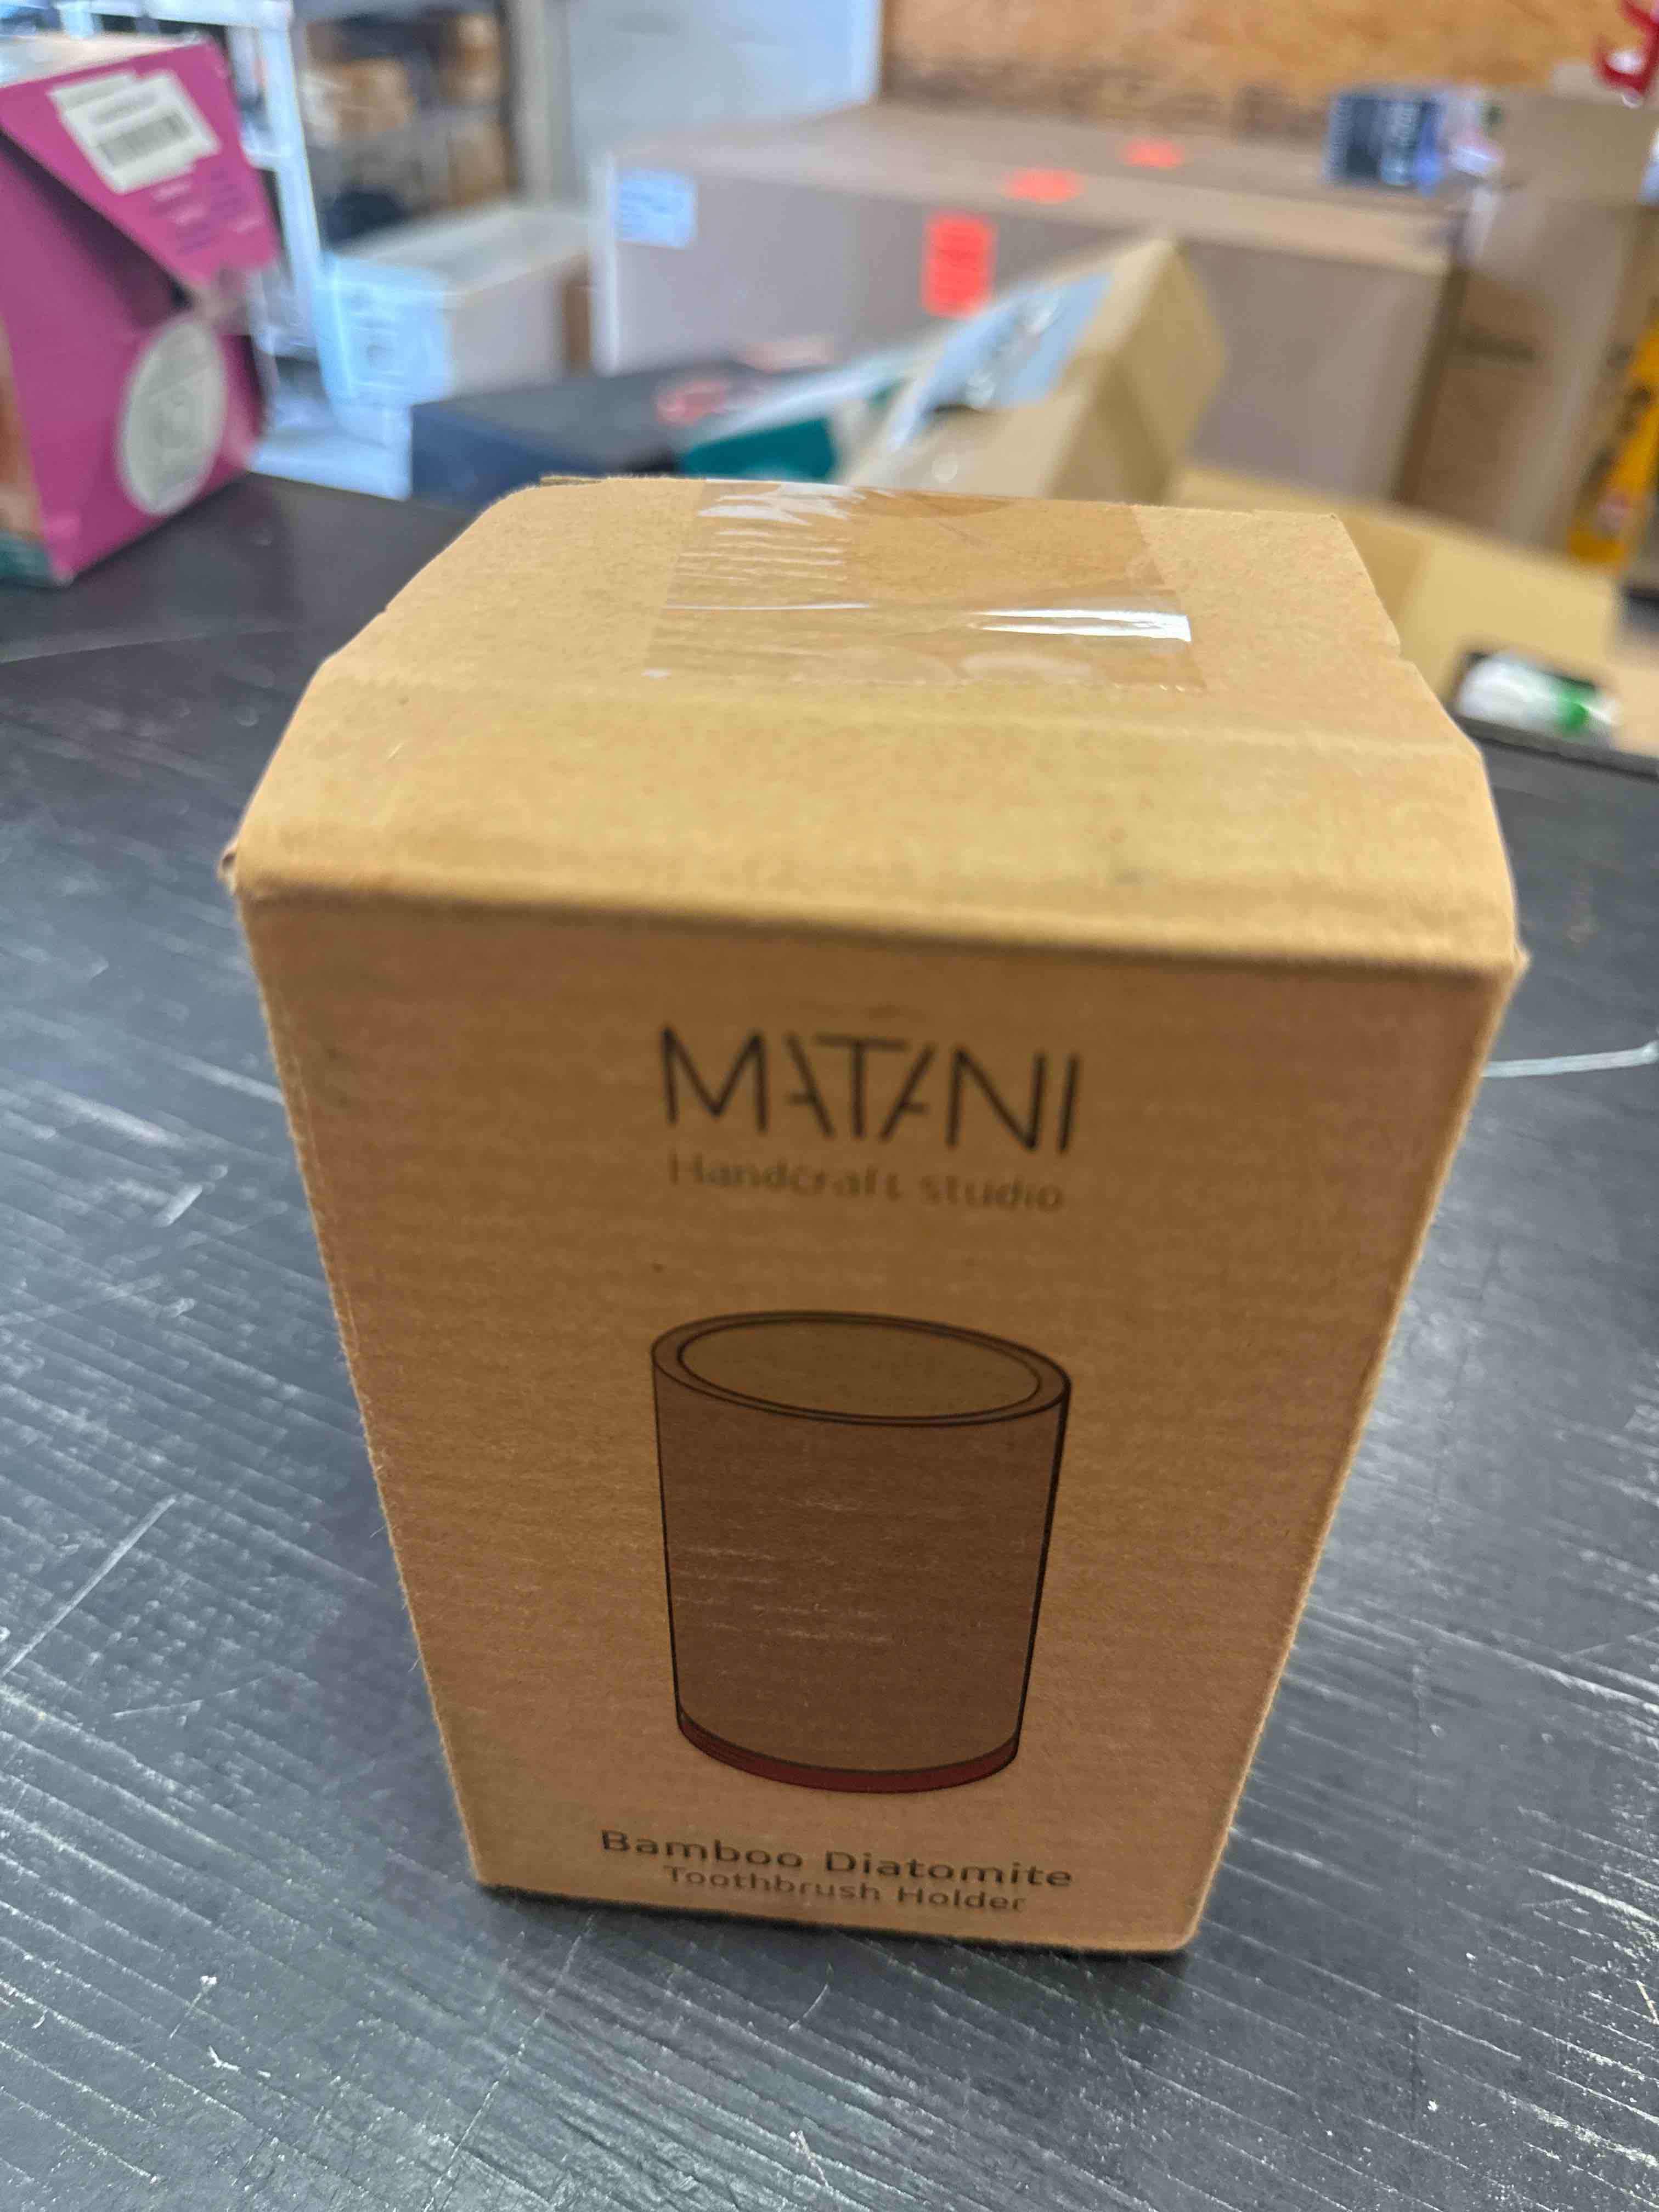 MATANI
Handcraft studio
Bamboo Diatomite
Toothbrush Holder